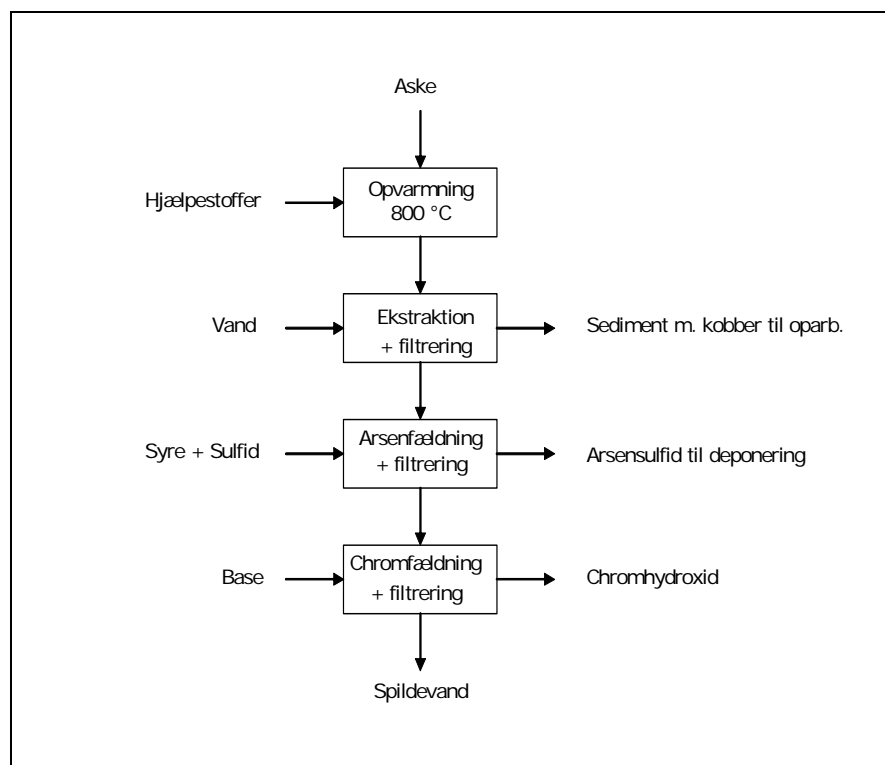 Aske
Hjælpestoffer
Opvarmning
800 °C
Vand
Ekstraktion
+ filtrering
Sediment m. kobber til oparb.
Syre + Sulfid
Arsenfældning
+ filtrering
Arsensulfid til deponering
Base
Chromfældning
+ filtrering
Chromhydroxid
Spildevand